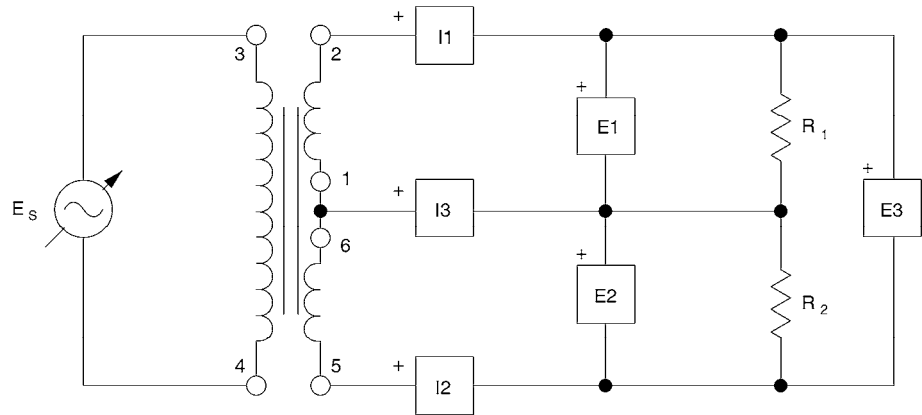 + I1
3 2
+ + E1 R1
ES 1 + I3 + E3
6
+ E2 R2
4 5 + I2